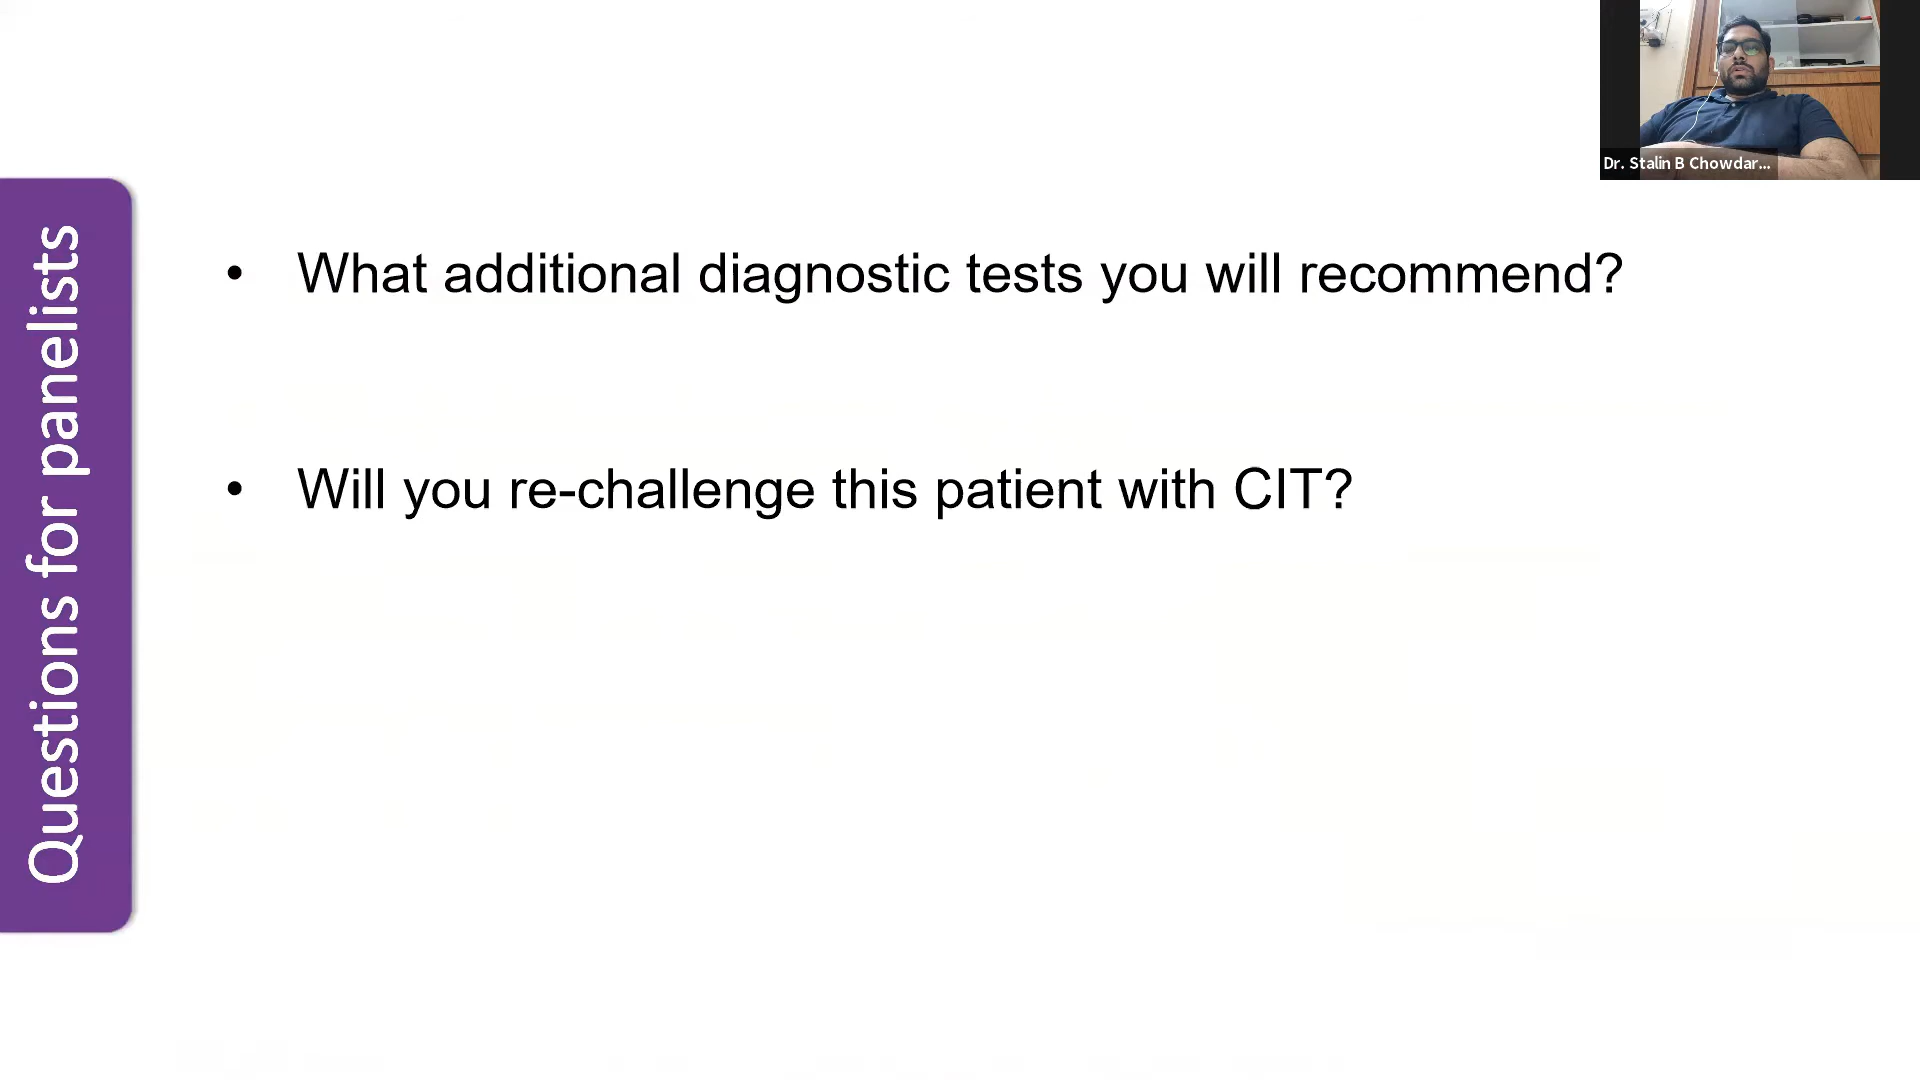 Questions for panelists
• What additional diagnostic tests you will recommend?
• Will you re-challenge this patient with CIT?
Dr. Stalin B Chowdar...